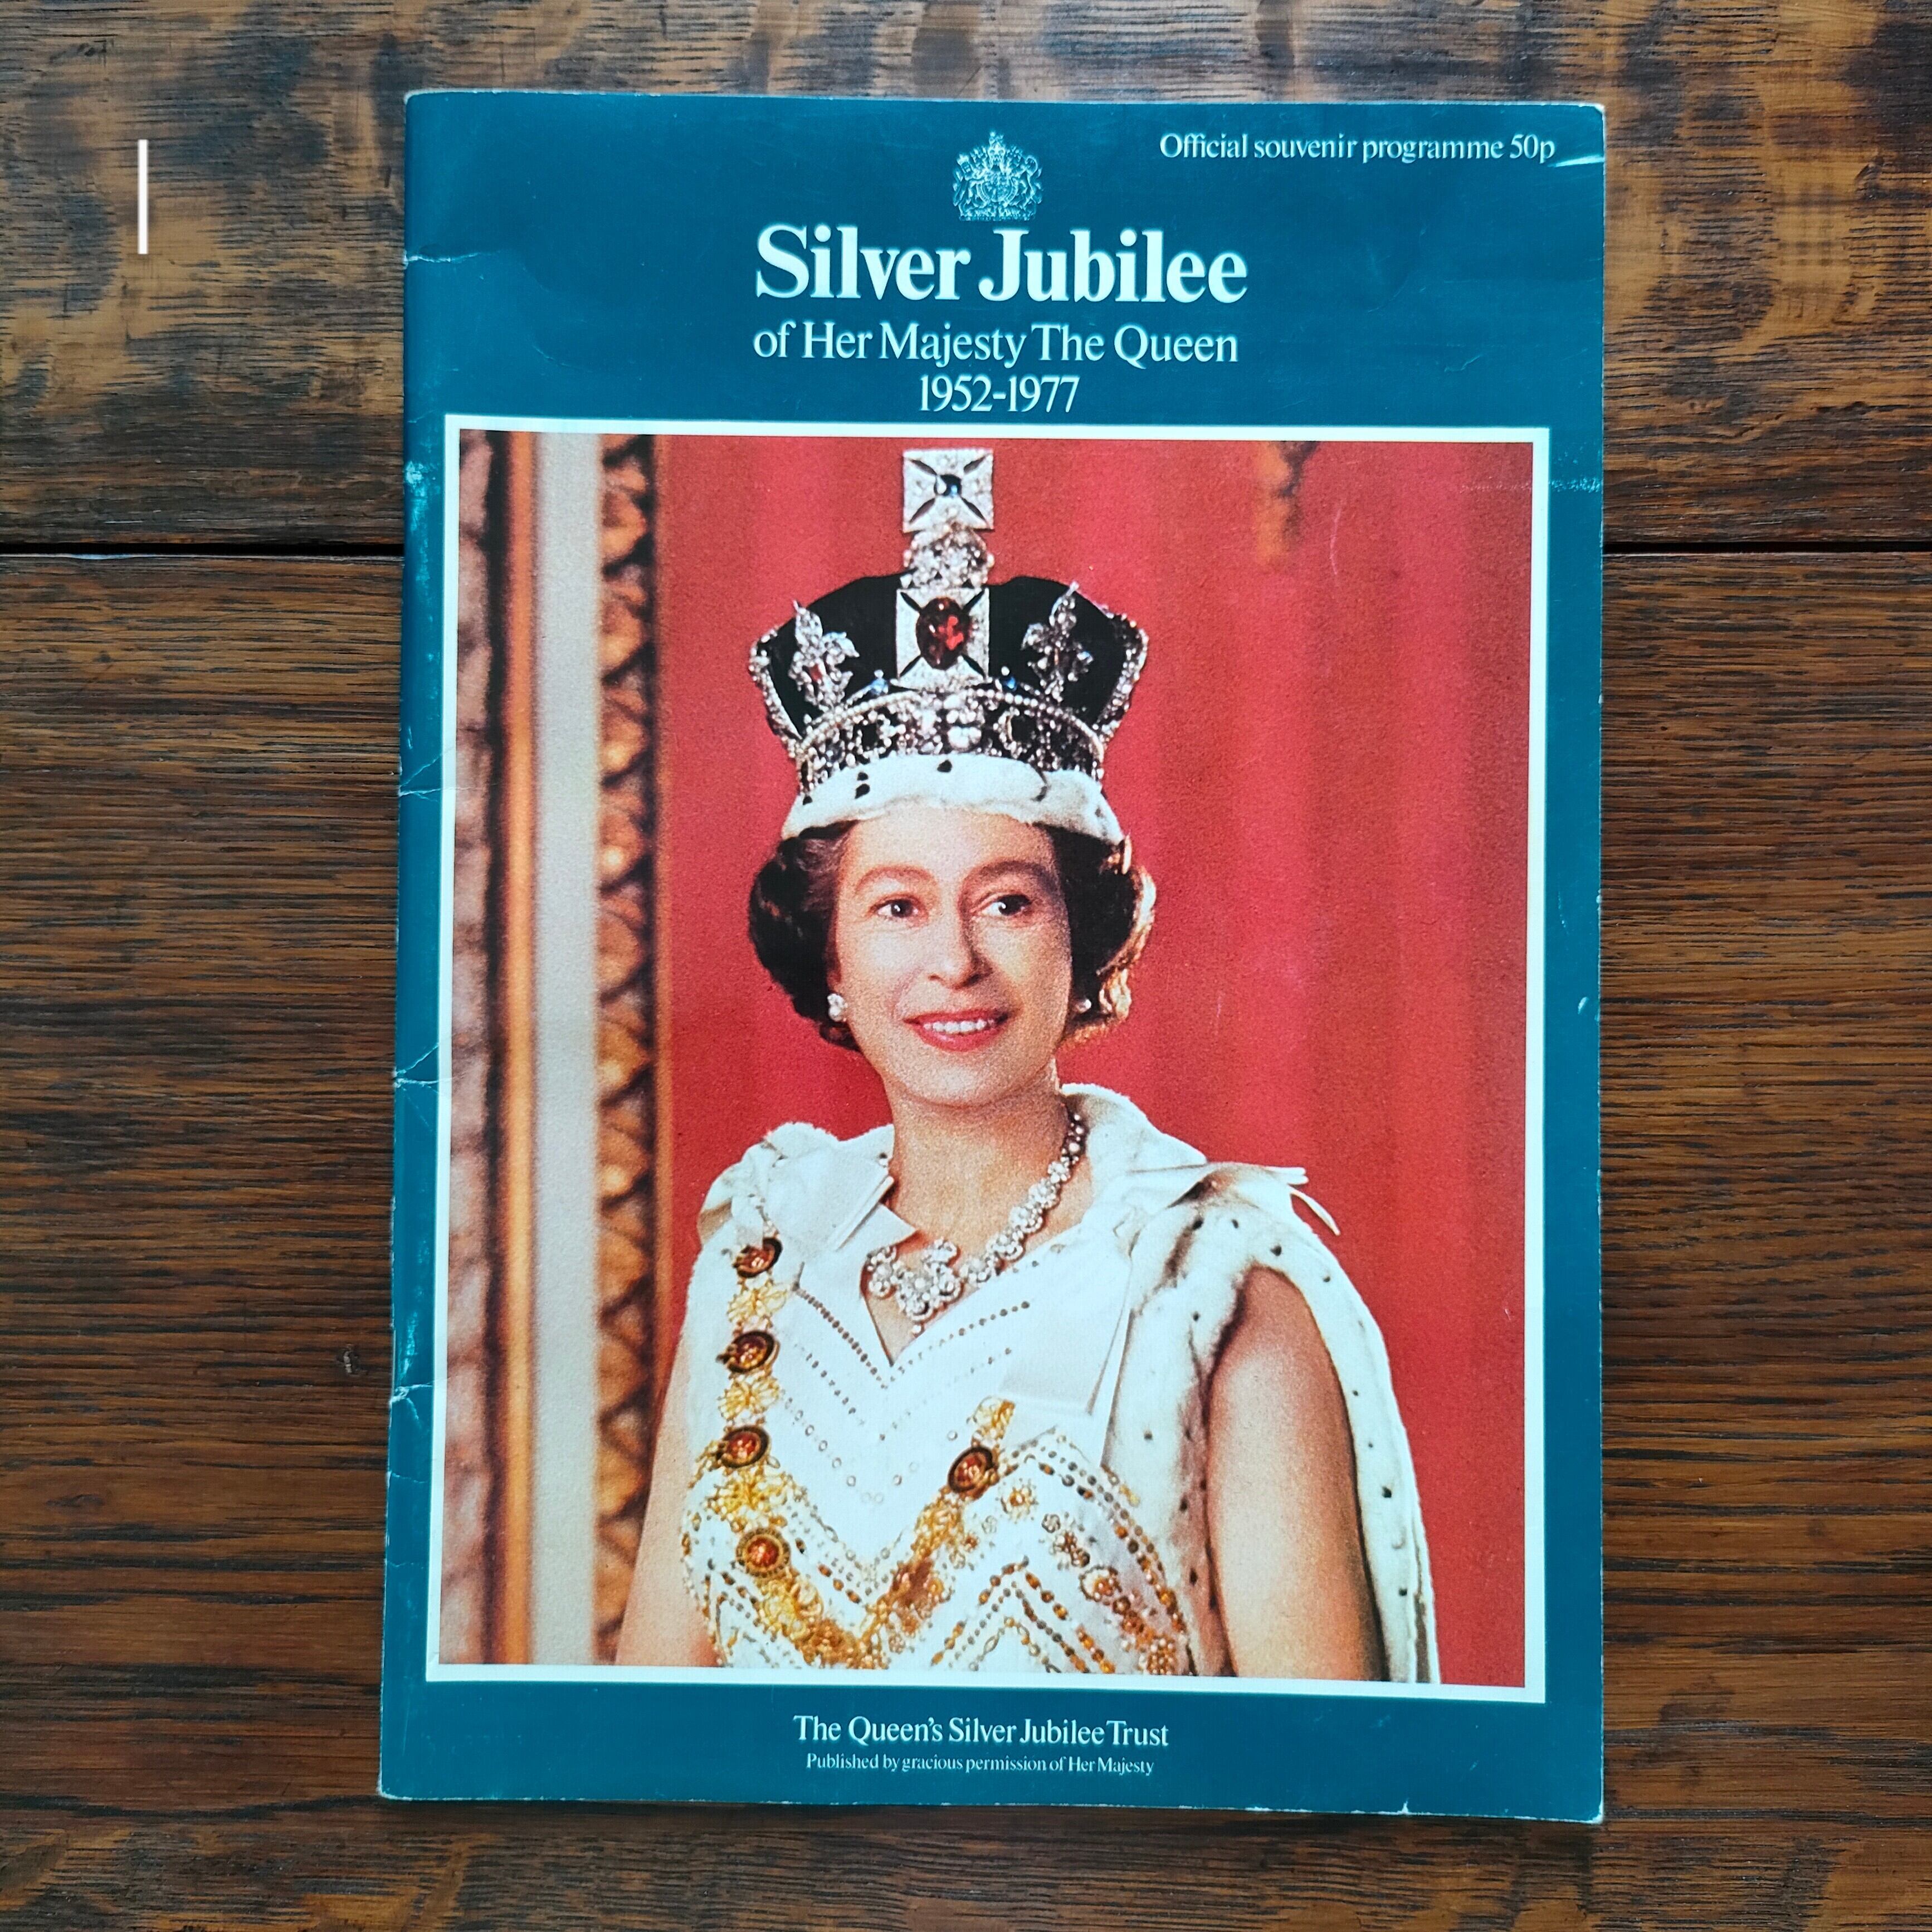 Official souvenir programme 50p
Silver Jubilee
of Her Majesty The Queen
1952-1977
The Queen's Silver Jubilee Trust
Published by gracious permission of Her Majesty